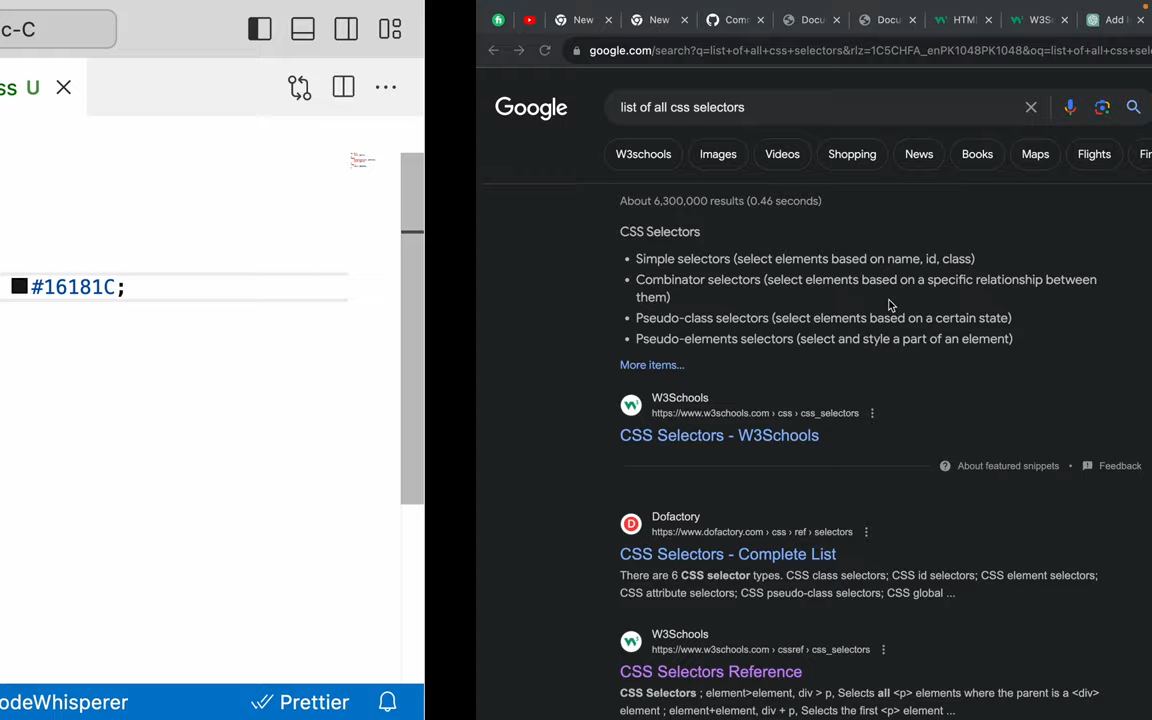 c-C
ss U
#16181C;
odeWhisperer
Prettier
New
New
Comr
Docu
Docu
HTMI
W3Sc
Add
google.com/search?q=list+of+all+css+selectors&rlz=1C5CHFA_enPK1048PK1048&oq=list+of+all+css+sel
Google
list of all css selectors
W3schools
Images
Videos
Shopping
News
Books
Maps
Flights
Fir
About 6,300,000 results (0.46 seconds)
CSS Selectors
• Simple selectors (select elements based on name, id, class)
• Combinator selectors (select elements based on a specific relationship between
them)
• Pseudo-class selectors (select elements based on a certain state)
• Pseudo-elements selectors (select and style a part of an element)
More items...
W3Schools
https://www.w3schools.com › css › css_selectors
CSS Selectors - W3Schools
About featured snippets • Feedback
Dofactory
https://www.dofactory.com › css › ref › selectors
CSS Selectors - Complete List
There are 6 CSS selector types. CSS class selectors; CSS id selectors; CSS element selectors;
CSS attribute selectors; CSS pseudo-class selectors; CSS global ...
W3Schools
https://www.w3schools.com › cssref › css_selectors
CSS Selectors Reference
CSS Selectors ; element>element, div > p, Selects all <p> elements where the parent is a <div>
element ; element+element, div + p, Selects the first <p> element ...